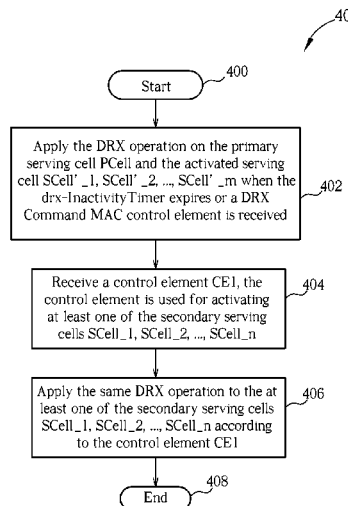 40
Start
400
Apply the DRX operation on the primary
serving cell PCell and the activated serving
cell SCell'_1, SCell'_2, ..., SCell'_m when the
drx-InactivityTimer expires or a DRX
Command MAC control element is received
402
Receive a control element CE1, the
control element is used for activating
at least one of the secondary serving
cells SCell_1, SCell_2, ..., SCell_n
404
Apply the same DRX operation to the at
least one of the secondary serving cells
SCell_1, SCell_2, ..., SCell_n according
to the control element CE1
406
End
408